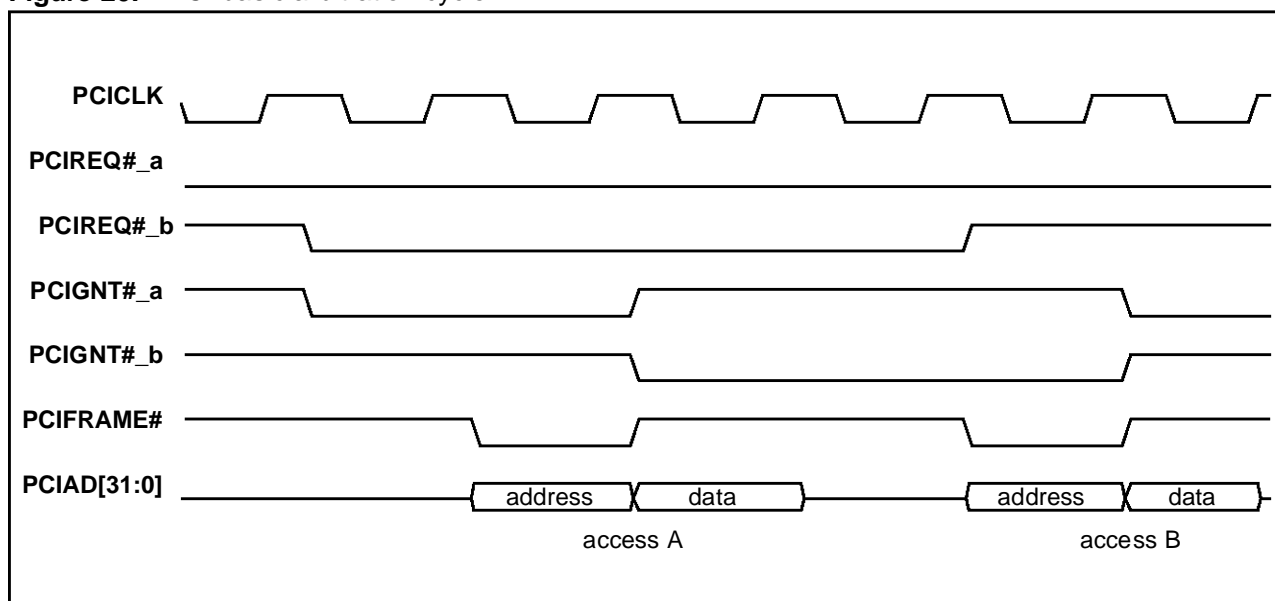 PCICLK
PCIREQ#_a
PCIREQ#_b
PCIGNT#_a
PCIGNT#_b
PCIFRAME#
PCIAD[31:0]
address data address data
access A access B